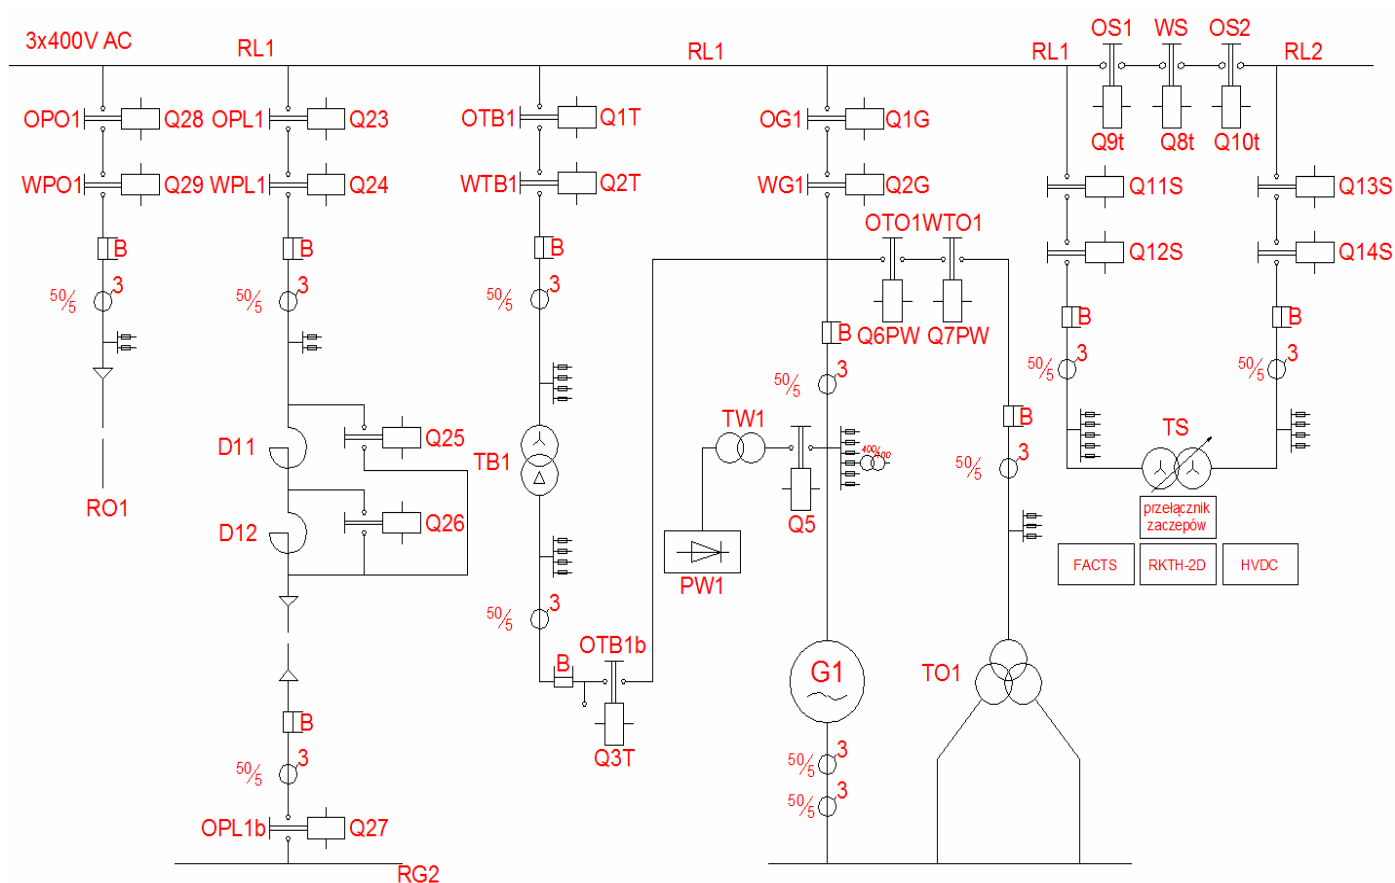 3x400V AC
RL1
RL1
RL1
OS1 WS OS2
RL2
Q9t Q8t Q10t
OPO1 Q28
OPL1 Q23
OTB1 Q1T
OG1 Q1G
WPO1 Q29
WPL1 Q24
WTB1 Q2T
WG1 Q2G
Q11S
Q13S
OTO1 WTO1
B
B
B
Q12S
Q14S
50/5 3
50/5 3
50/5 3
B
B
B
Q6PW Q7PW
50/5 3
50/5 3
50/5 3
D11 Q25
TW1
B
TS
TB1
400/100
50/5 3
RO1
D12 Q26
Q5
przełącznik
zaczepów
PW1
FACTS
RKTH-2D
HVDC
50/5 3
OTB1b
B
G1
TO1
B
Q3T
50/5 3
50/5 3
50/5 3
OPL1b Q27
RG2